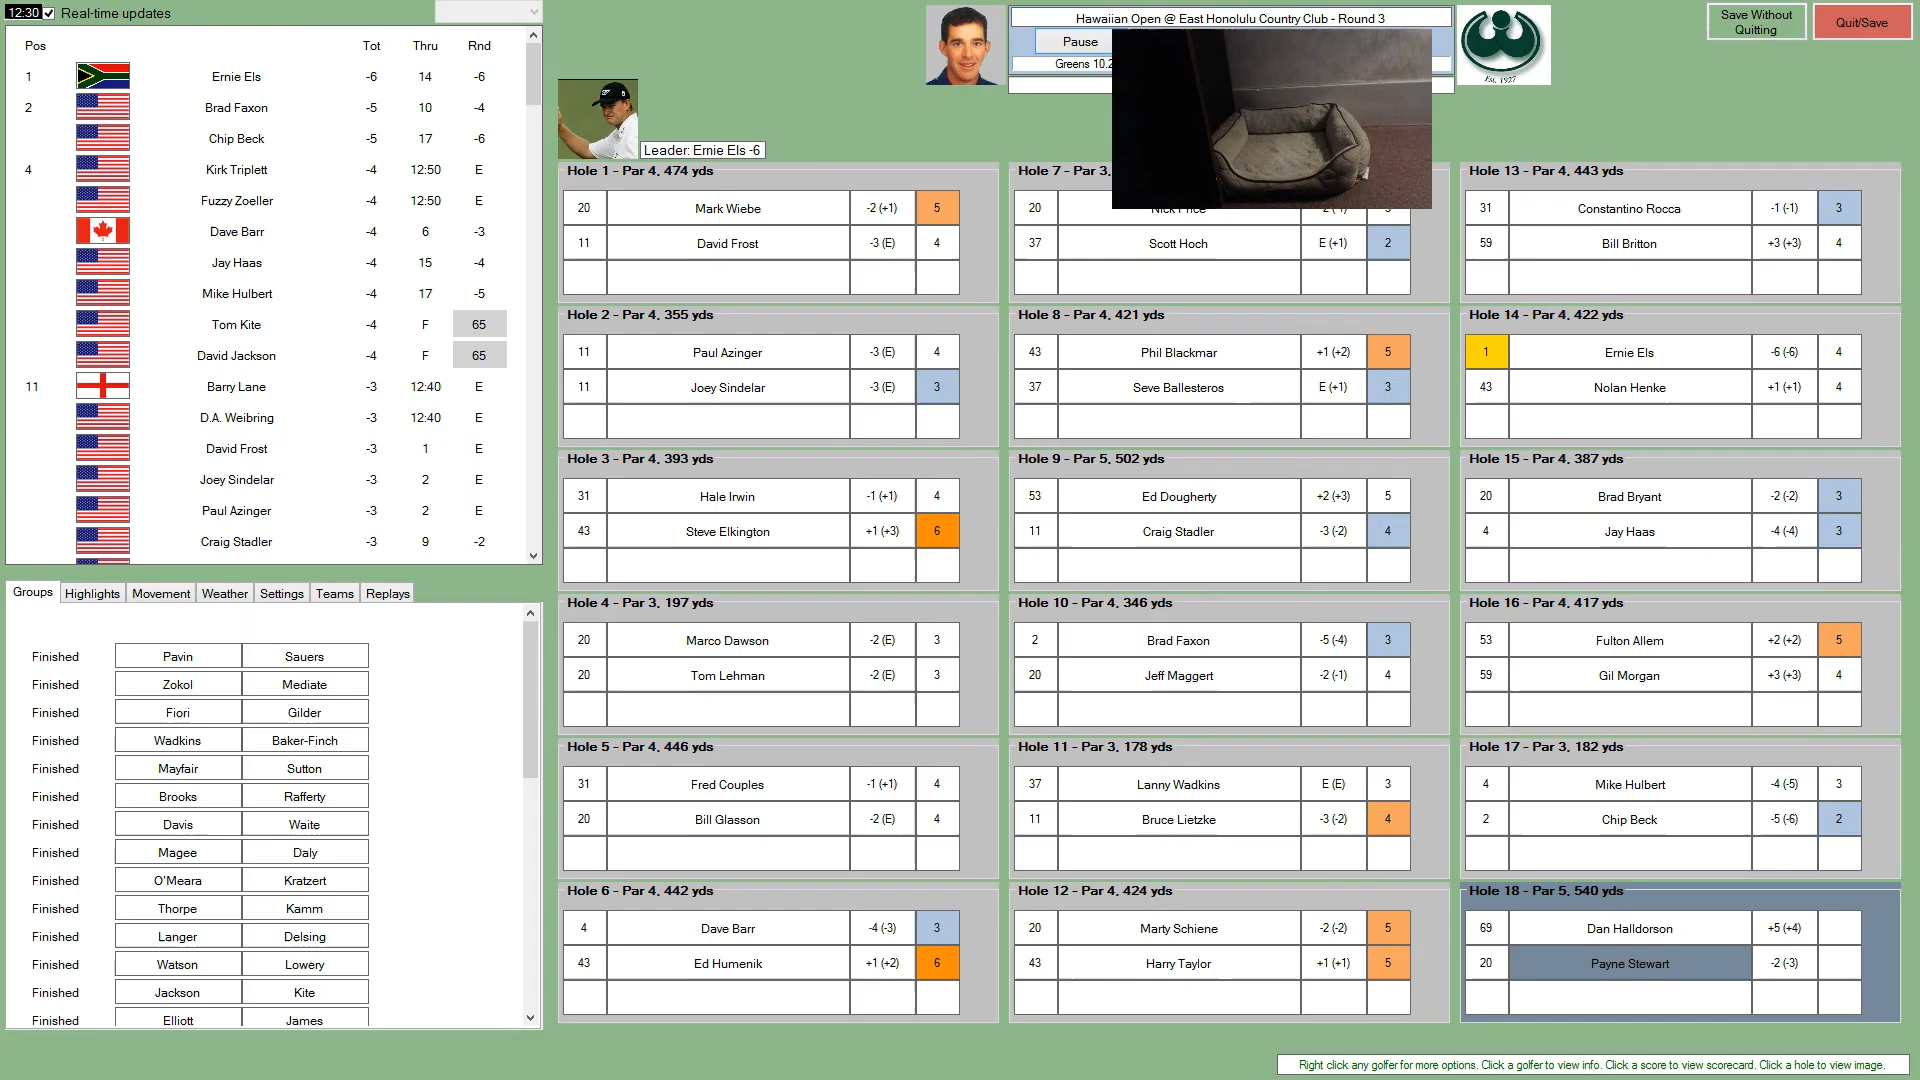 12:30 Real-time updates
Pos Tot Thru Rnd
1 Ernie Els -6 14 -6
2 Brad Faxon -5 10 -4
Chip Beck -5 17 -6
4 Kirk Triplett -4 12:50 E
Fuzzy Zoeller -4 12:50 E
Dave Barr -4 6 -3
Jay Haas -4 15 -4
Mike Hulbert -4 17 -5
Tom Kite -4 F 65
David Jackson -4 F 65
11 Barry Lane -3 12:40 E
D.A. Weibring -3 12:40 E
David Frost -3 1 E
Joey Sindelar -3 2 E
Paul Azinger -3 2 E
Craig Stadler -3 9 -2
Groups Highlights Movement Weather Settings Teams Replays
Finished Pavin Sauers
Finished Zokol Mediate
Finished Fiori Gilder
Finished Wadkins Baker-Finch
Finished Mayfair Sutton
Finished Brooks Rafferty
Finished Davis Waite
Finished Magee Daly
Finished O'Meara Kratzert
Finished Thorpe Kamm
Finished Langer Delsing
Finished Watson Lowery
Finished Jackson Kite
Finished Elliott James
Leader: Ernie Els -6
Hawaiian Open @ East Honolulu Country Club - Round 3
Pause
Greens 10.2
Est. 1927
Save Without
Quitting
Quit/Save
Hole 1 - Par 4, 474 yds
20 Mark Wiebe -2 (+1) 5
11 David Frost -3 (E) 4
Hole 2 - Par 4, 355 yds
11 Paul Azinger -3 (E) 4
11 Joey Sindelar -3 (E) 3
Hole 3 - Par 4, 393 yds
31 Hale Irwin -1 (+1) 4
43 Steve Elkington +1 (+3) 6
Hole 4 - Par 3, 197 yds
20 Marco Dawson -2 (E) 3
20 Tom Lehman -2 (E) 3
Hole 5 - Par 4, 446 yds
31 Fred Couples -1 (+1) 4
20 Bill Glasson -2 (E) 4
Hole 6 - Par 4, 442 yds
4 Dave Barr -4 (-3) 3
43 Ed Humenik +1 (+2) 6
Hole 7 - Par 3,
20 Nick Price
37 Scott Hoch E (+1) 2
Hole 8 - Par 4, 421 yds
43 Phil Blackmar +1 (+2) 5
37 Seve Ballesteros E (+1) 3
Hole 9 - Par 5, 502 yds
53 Ed Dougherty +2 (+3) 5
11 Craig Stadler -3 (-2) 4
Hole 10 - Par 4, 346 yds
2 Brad Faxon -5 (-4) 3
20 Jeff Maggert -2 (-1) 4
Hole 11 - Par 3, 178 yds
37 Lanny Wadkins E (E) 3
11 Bruce Lietzke -3 (-2) 4
Hole 12 - Par 4, 424 yds
20 Marty Schiene -2 (-2) 5
43 Harry Taylor +1 (+1) 5
Hole 13 - Par 4, 443 yds
31 Constantino Rocca -1 (-1) 3
59 Bill Britton +3 (+3) 4
Hole 14 - Par 4, 422 yds
1 Ernie Els -6 (-6) 4
43 Nolan Henke +1 (+1) 4
Hole 15 - Par 4, 387 yds
20 Brad Bryant -2 (-2) 3
4 Jay Haas -4 (-4) 3
Hole 16 - Par 4, 417 yds
53 Fulton Allem +2 (+2) 5
59 Gil Morgan +3 (+3) 4
Hole 17 - Par 3, 182 yds
4 Mike Hulbert -4 (-5) 3
2 Chip Beck -5 (-6) 2
Hole 18 - Par 5, 540 yds
69 Dan Halldorson +5 (+4)
20 Payne Stewart -2 (-3)
Right click any golfer for more options. Click a golfer to view info. Click a score to view scorecard. Click a hole to view image.